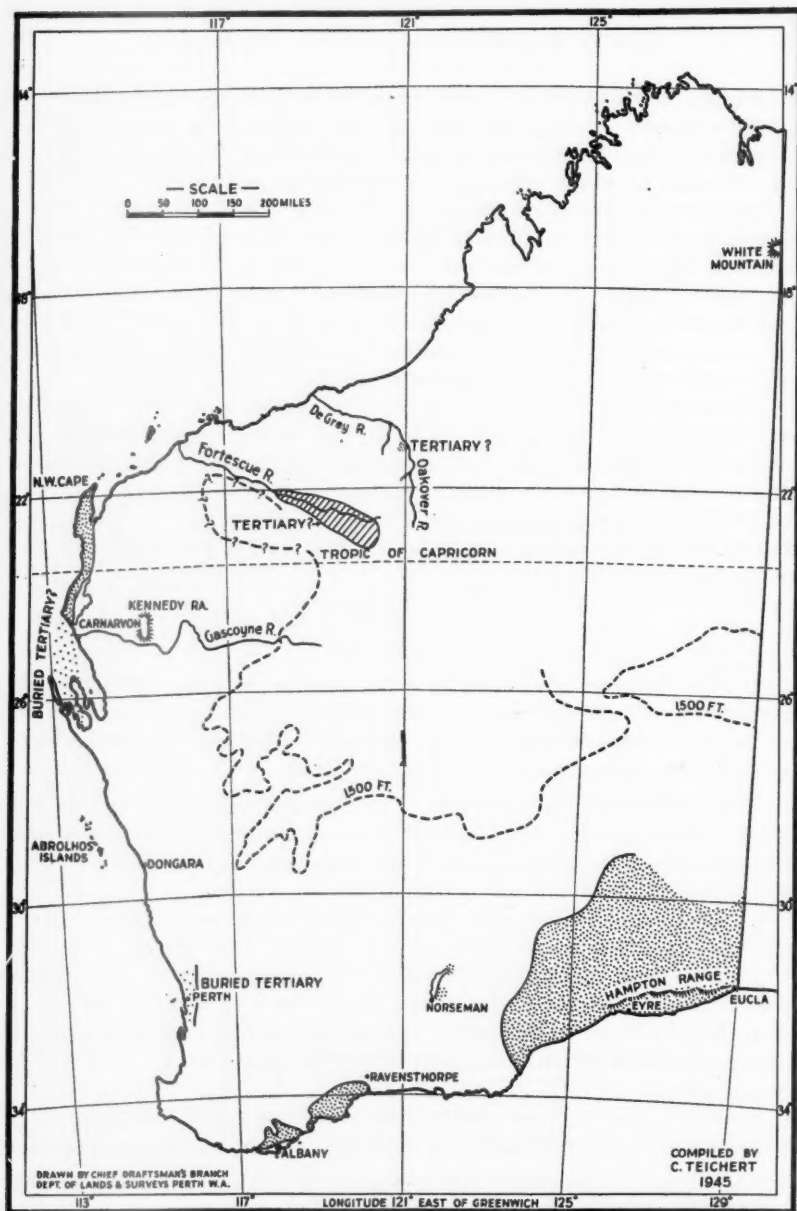 117° 121° 125°
14° 14°
— SCALE —
0 50 100 150 200 MILES
WHITE
MOUNTAIN
18° 18°
De Grey R.
TERTIARY?
Fortescue R.
Oakover R.
N.W. CAPE
22° 22°
TERTIARY?
? ? ?
? ? ?
TROPIC OF CAPRICORN
BURIED TERTIARY?
KENNEDY RA.
CARNARVON
Gascoyne R.
26° 26°
1,500 FT.
1,500 FT.
ABROLHOS
ISLANDS
DONGARA
30° 30°
BURIED TERTIARY
PERTH
NORSEMAN
HAMPTON RANGE
EYRE
EUCLA
RAVENSTHORPE
34° 34°
ALBANY
COMPILED BY
C. TEICHERT
1945
DRAWN BY CHIEF DRAFTSMAN'S BRANCH
DEPT. OF LANDS & SURVEYS PERTH W.A.
113° 117° LONGITUDE 121° EAST OF GREENWICH 125° 129°